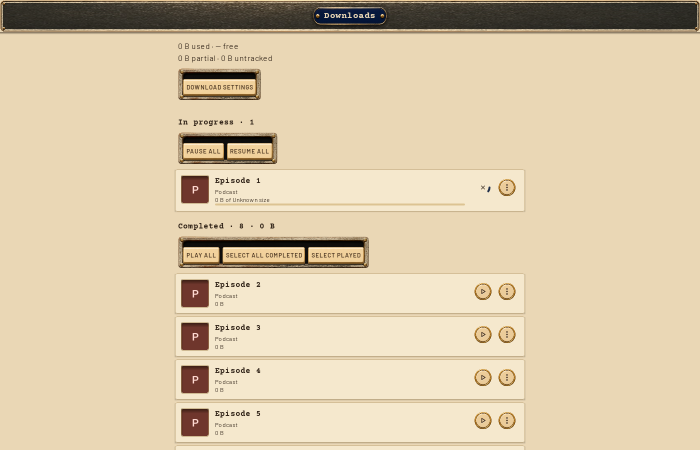 Downloads
0 B used · — free
0 B partial · 0 B untracked
DOWNLOAD SETTINGS
In progress · 1
PAUSE ALL RESUME ALL
P
Episode 1
Podcast
0 B of Unknown size
Completed · 8 · 0 B
PLAY ALL SELECT ALL COMPLETED SELECT PLAYED
P
Episode 2
Podcast
0 B
P
Episode 3
Podcast
0 B
P
Episode 4
Podcast
0 B
P
Episode 5
Podcast
0 B